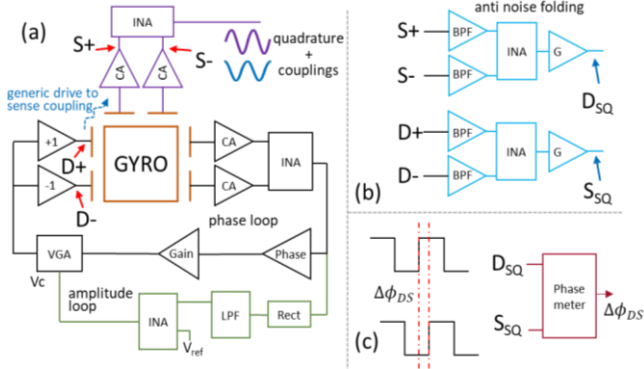 (a)
INA
S+
S-
CA
CA
quadrature
+
couplings
generic drive to
sense coupling
+1
-1
D+
D-
GYRO
CA
CA
INA
phase loop
VGA
Gain
Phase
Vc
amplitude
loop
INA
LPF
Rect
Vref
anti noise folding
S+
BPF
S-
BPF
INA
G
DSQ
D+
BPF
D-
BPF
INA
G
SSQ
(b)
ΔϕDS
(c)
DSQ
SSQ
Phase
meter
ΔϕDS